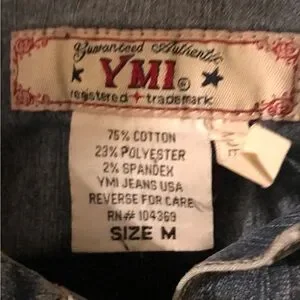 Guaranteed Authentic
YMI®
registered trademark
75% COTTON
23% POLYESTER
2% SPANDEX
YMI JEANS USA
REVERSE FOR CARE
RN# 104369
SIZE M